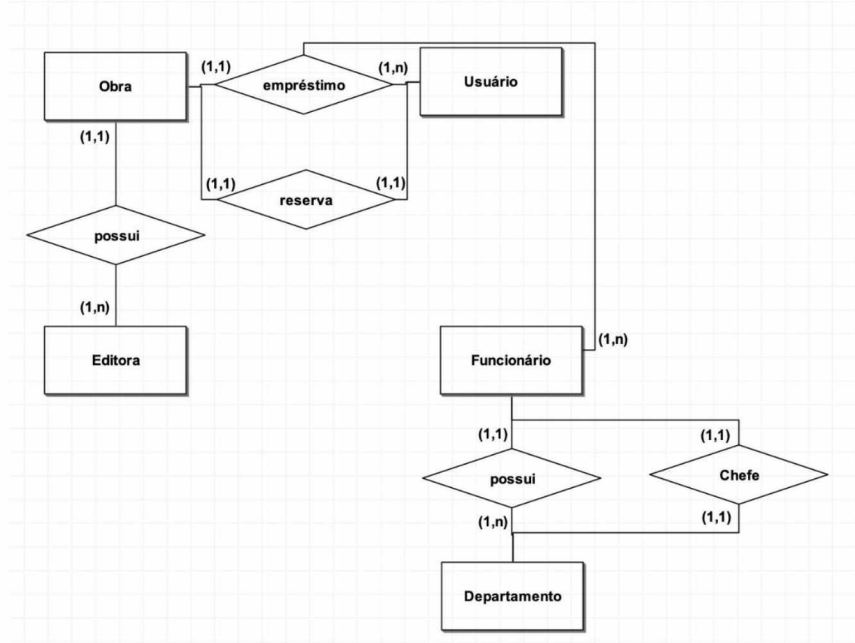 (1,1)
(1,n)
Obra
empréstimo
Usuário
(1,1)
(1,1)
(1,1)
reserva
possui
(1,n)
Editora
(1,n)
Funcionário
(1,1)
(1,1)
possui
Chefe
(1,n)
(1,1)
Departamento